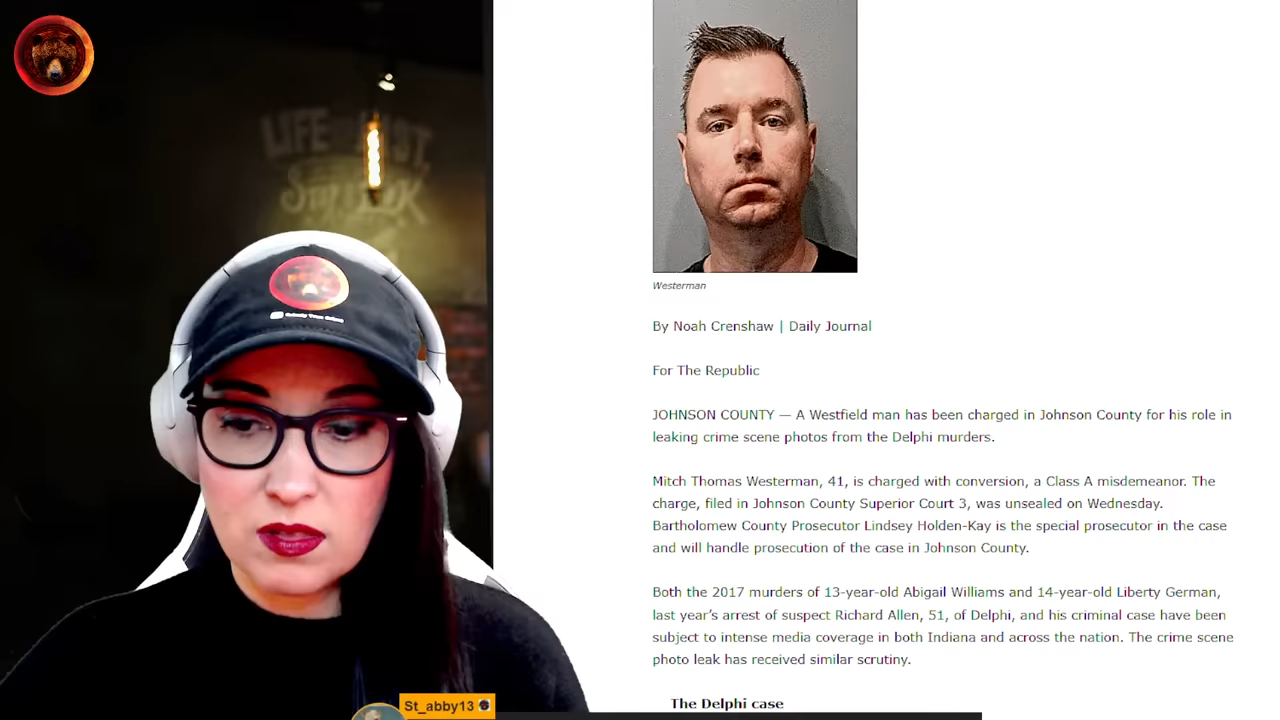 LIFE
Westerman
By Noah Crenshaw | Daily Journal
For The Republic
JOHNSON COUNTY — A Westfield man has been charged in Johnson County for his role in
leaking crime scene photos from the Delphi murders.
Mitch Thomas Westerman, 41, is charged with conversion, a Class A misdemeanor. The
charge, filed in Johnson County Superior Court 3, was unsealed on Wednesday.
Bartholomew County Prosecutor Lindsey Holden-Kay is the special prosecutor in the case
and will handle prosecution of the case in Johnson County.
Both the 2017 murders of 13-year-old Abigail Williams and 14-year-old Liberty German,
last year’s arrest of suspect Richard Allen, 51, of Delphi, and his criminal case have been
subject to intense media coverage in both Indiana and across the nation. The crime scene
photo leak has received similar scrutiny.
The Delphi case
St_abby13